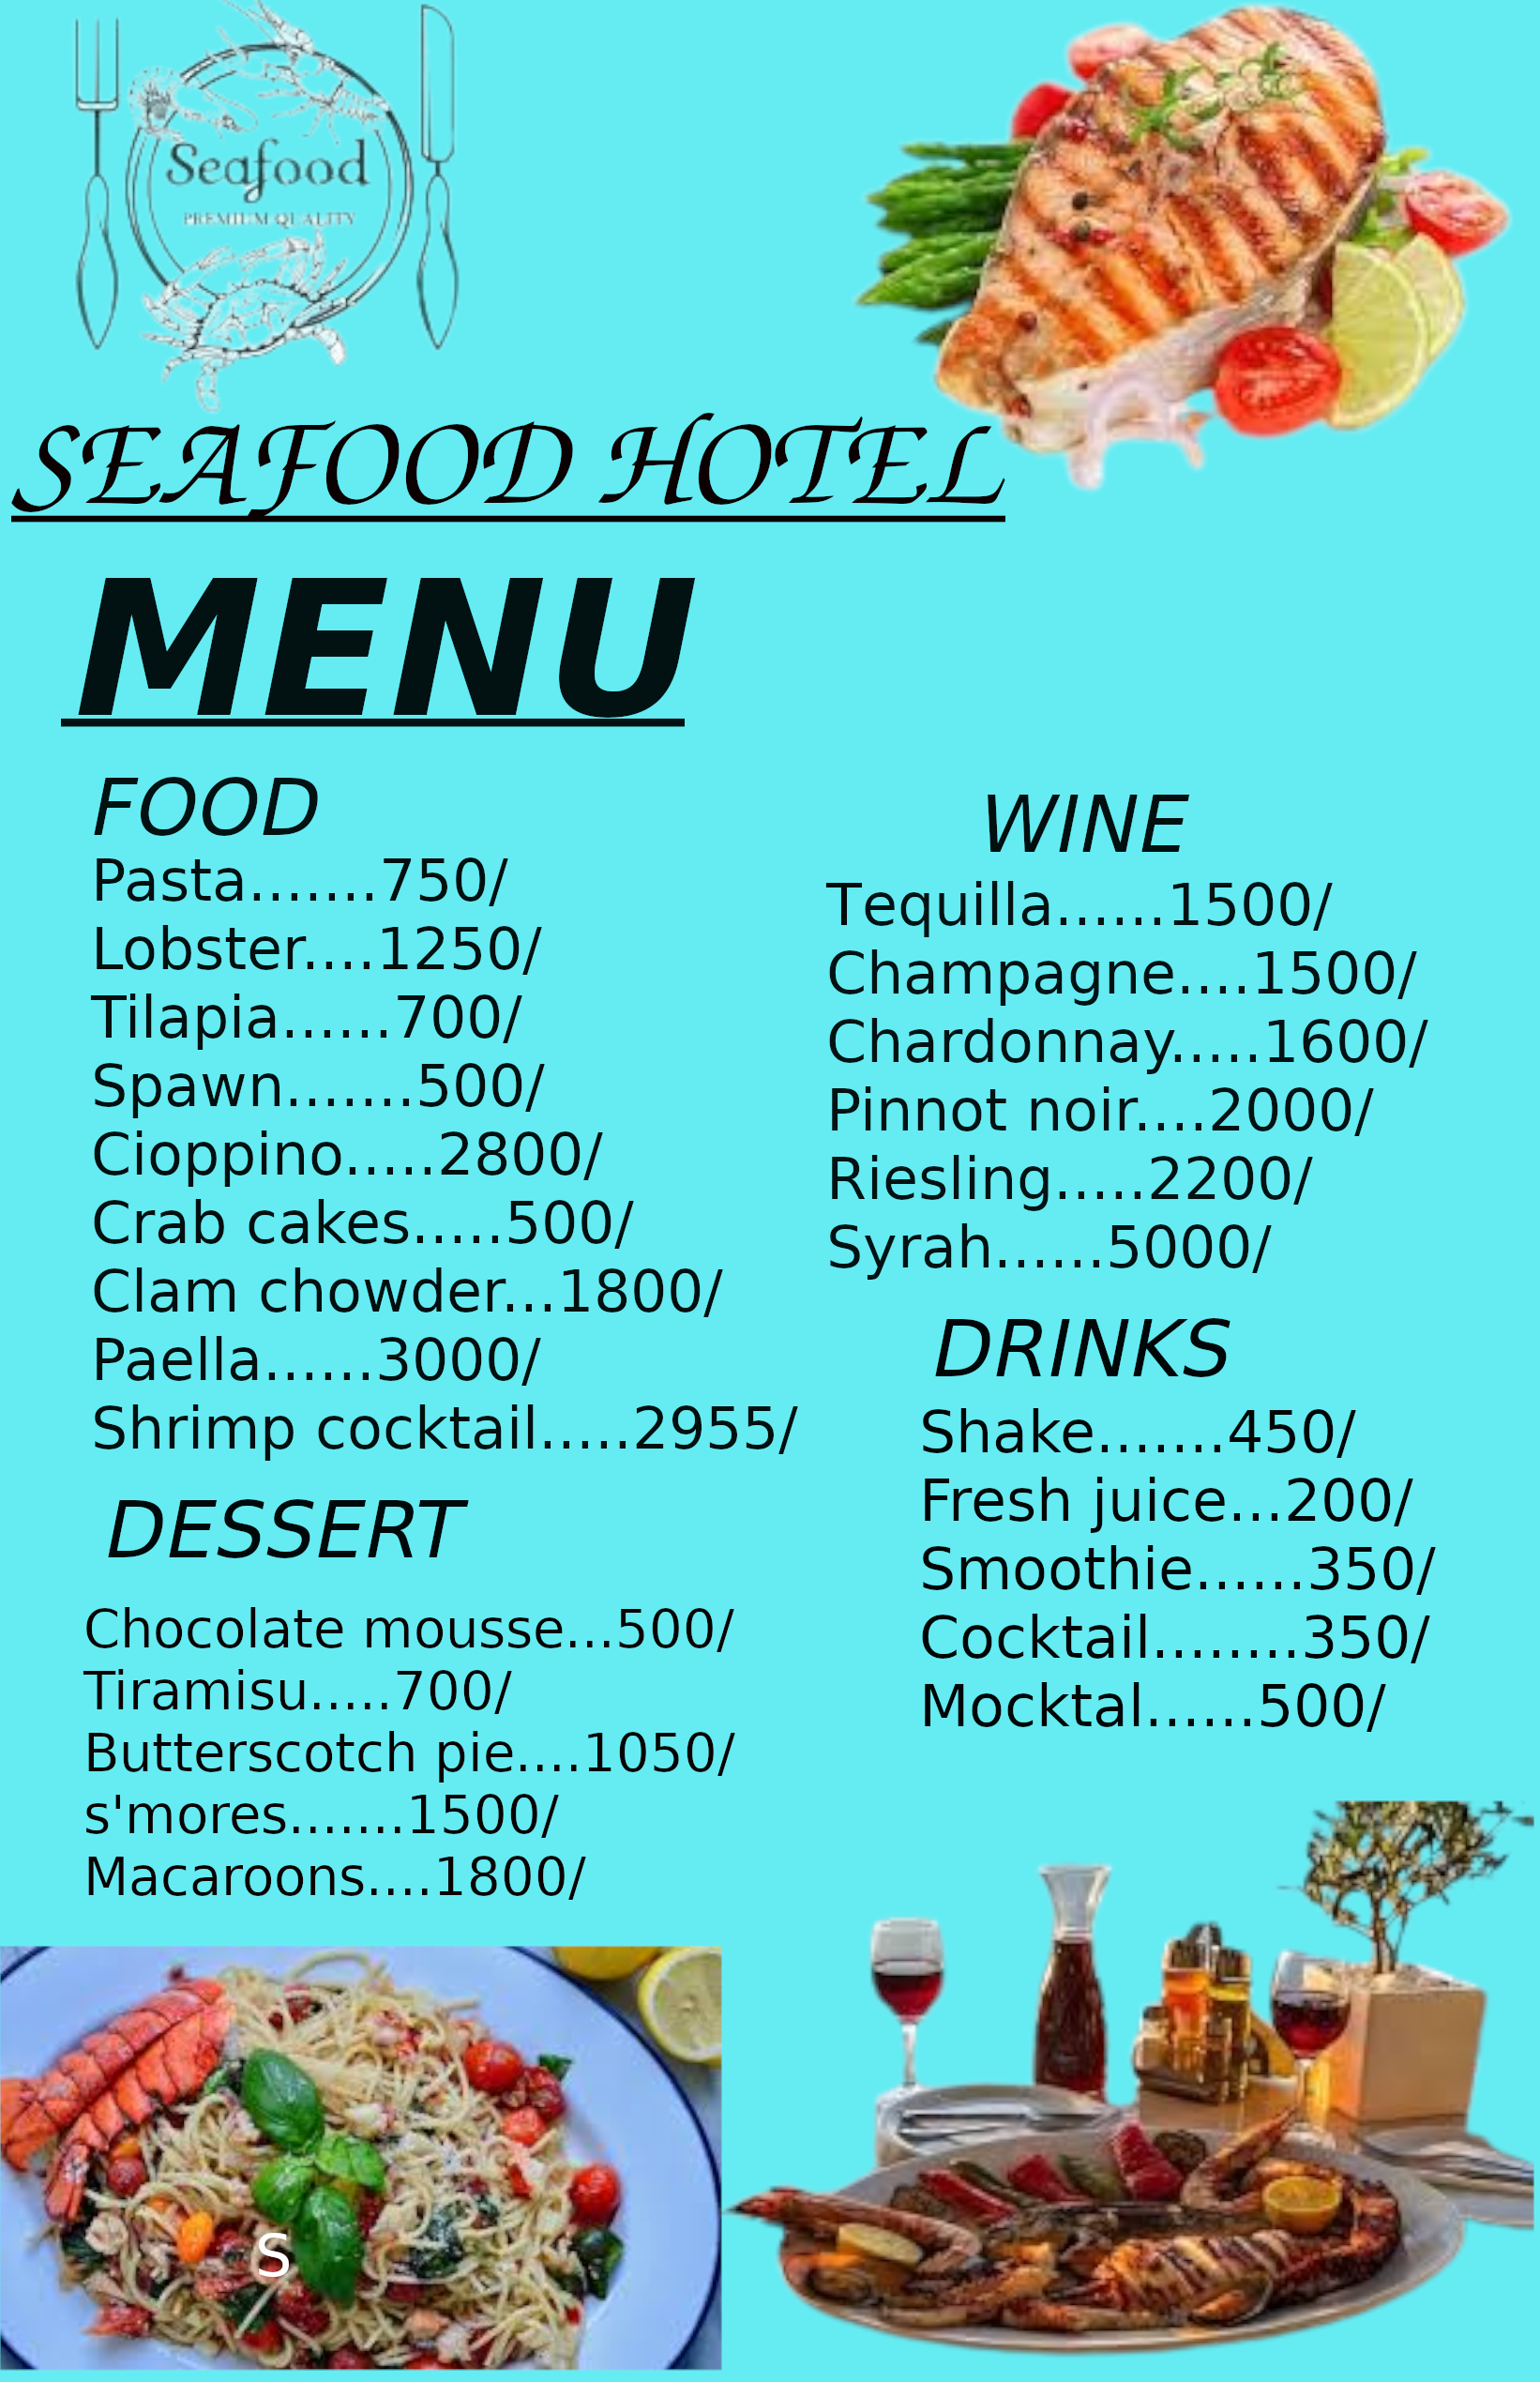 Seafood
PREMIUM QUALITY
SEAFOOD HOTEL
MENU
FOOD
Pasta.......750/
Lobster....1250/
Tilapia......700/
Spawn.......500/
Cioppino.....2800/
Crab cakes.....500/
Clam chowder...1800/
Paella......3000/
Shrimp cocktail.....2955/
DESSERT
Chocolate mousse...500/
Tiramisu.....700/
Butterscotch pie....1050/
s'mores.......1500/
Macaroons....1800/
WINE
Tequilla......1500/
Champagne....1500/
Chardonnay.....1600/
Pinnot noir....2000/
Riesling.....2200/
Syrah......5000/
DRINKS
Shake.......450/
Fresh juice...200/
Smoothie......350/
Cocktail........350/
Mocktal......500/
S